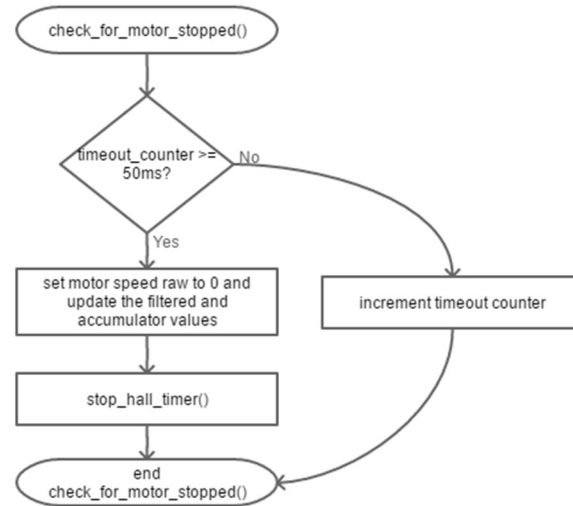 check_for_motor_stopped()
timeout_counter >=
50ms?
No
Yes
set motor speed raw to 0 and
update the filtered and
accumulator values
increment timeout counter
stop_hall_timer()
end
check_for_motor_stopped()